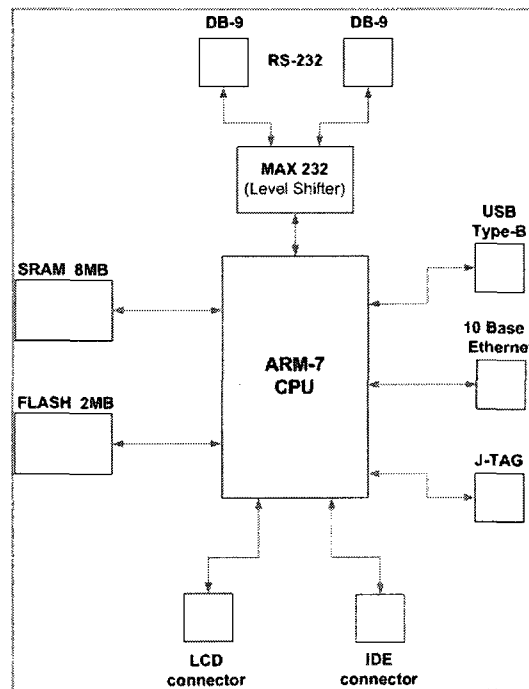 DB-9
DB-9
RS-232
MAX 232
(Level Shifter)
USB
Type-B
SRAM 8MB
10 Base
Ethernet
ARM-7
CPU
FLASH 2MB
J-TAG
LCD
connector
IDE
connector